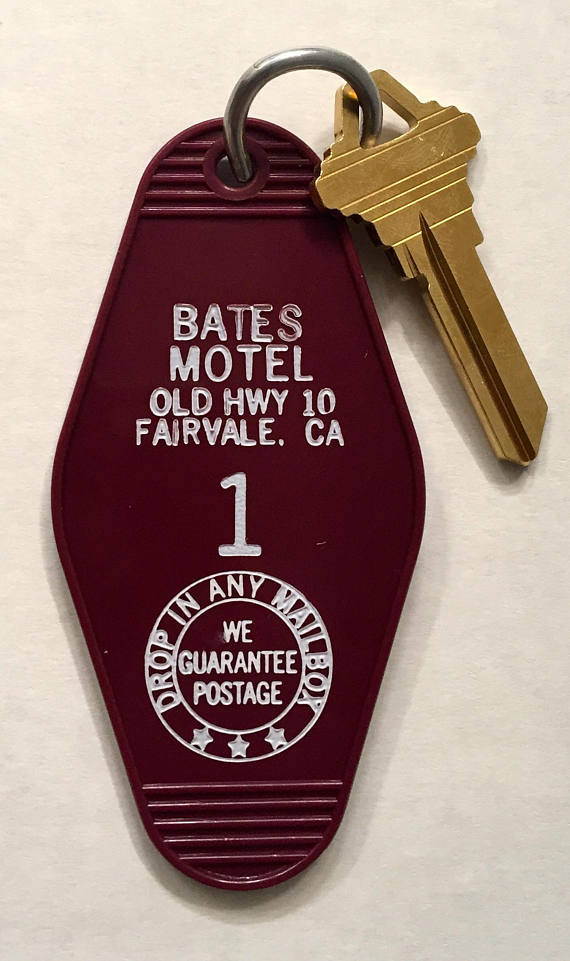 BATES
MOTEL
OLD HWY 10
FAIRVALE, CA
1
DROP IN ANY MAILBOX
WE
GUARANTEE
POSTAGE